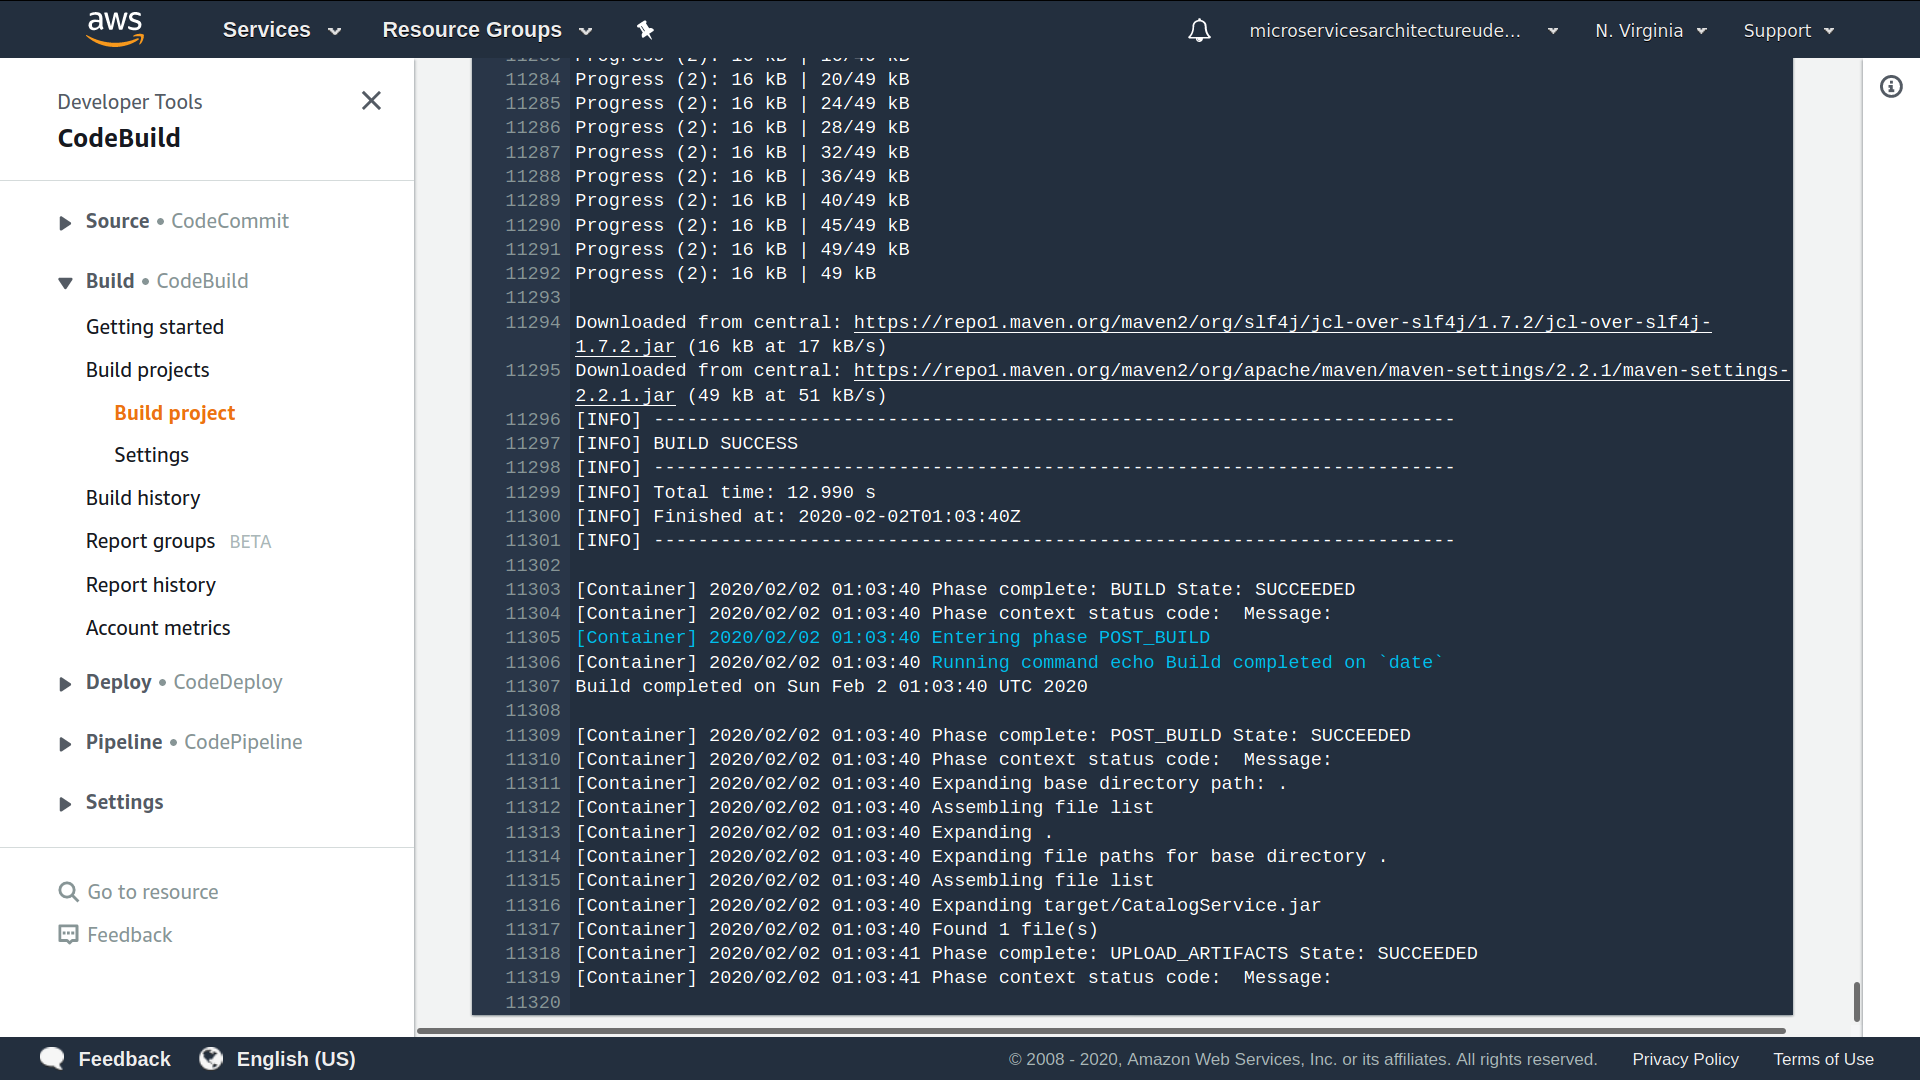 aws
Services
Resource Groups
microservicesarchitectureude...
N. Virginia
Support
Developer Tools
CodeBuild
Source • CodeCommit
Build • CodeBuild
Getting started
Build projects
Build project
Settings
Build history
Report groups BETA
Report history
Account metrics
Deploy • CodeDeploy
Pipeline • CodePipeline
Settings
Go to resource
Feedback
11284 Progress (2): 16 kB | 20/49 kB
11285 Progress (2): 16 kB | 24/49 kB
11286 Progress (2): 16 kB | 28/49 kB
11287 Progress (2): 16 kB | 32/49 kB
11288 Progress (2): 16 kB | 36/49 kB
11289 Progress (2): 16 kB | 40/49 kB
11290 Progress (2): 16 kB | 45/49 kB
11291 Progress (2): 16 kB | 49/49 kB
11292 Progress (2): 16 kB | 49 kB
11293
11294 Downloaded from central: https://repo1.maven.org/maven2/org/slf4j/jcl-over-slf4j/1.7.2/jcl-over-slf4j-
1.7.2.jar (16 kB at 17 kB/s)
11295 Downloaded from central: https://repo1.maven.org/maven2/org/apache/maven/maven-settings/2.2.1/maven-settings-
2.2.1.jar (49 kB at 51 kB/s)
11296 [INFO] ------------------------------------------------------------------------
11297 [INFO] BUILD SUCCESS
11298 [INFO] ------------------------------------------------------------------------
11299 [INFO] Total time: 12.990 s
11300 [INFO] Finished at: 2020-02-02T01:03:40Z
11301 [INFO] ------------------------------------------------------------------------
11302
11303 [Container] 2020/02/02 01:03:40 Phase complete: BUILD State: SUCCEEDED
11304 [Container] 2020/02/02 01:03:40 Phase context status code:  Message:
11305 [Container] 2020/02/02 01:03:40 Entering phase POST_BUILD
11306 [Container] 2020/02/02 01:03:40 Running command echo Build completed on `date`
11307 Build completed on Sun Feb 2 01:03:40 UTC 2020
11308
11309 [Container] 2020/02/02 01:03:40 Phase complete: POST_BUILD State: SUCCEEDED
11310 [Container] 2020/02/02 01:03:40 Phase context status code:  Message:
11311 [Container] 2020/02/02 01:03:40 Expanding base directory path: .
11312 [Container] 2020/02/02 01:03:40 Assembling file list
11313 [Container] 2020/02/02 01:03:40 Expanding .
11314 [Container] 2020/02/02 01:03:40 Expanding file paths for base directory .
11315 [Container] 2020/02/02 01:03:40 Assembling file list
11316 [Container] 2020/02/02 01:03:40 Expanding target/CatalogService.jar
11317 [Container] 2020/02/02 01:03:40 Found 1 file(s)
11318 [Container] 2020/02/02 01:03:41 Phase complete: UPLOAD_ARTIFACTS State: SUCCEEDED
11319 [Container] 2020/02/02 01:03:41 Phase context status code:  Message:
11320
Feedback
English (US)
© 2008 - 2020, Amazon Web Services, Inc. or its affiliates. All rights reserved.
Privacy Policy
Terms of Use